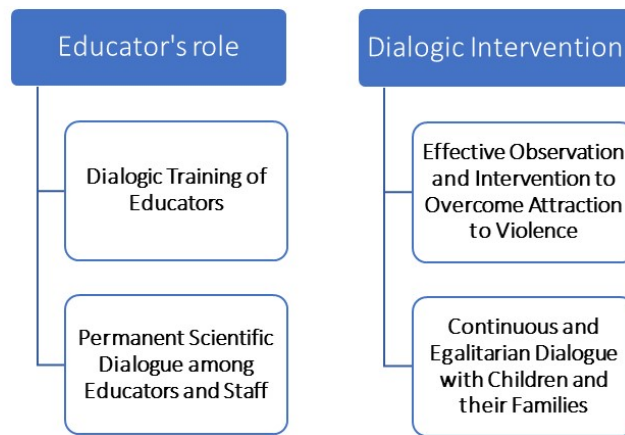 Educator's role
Dialogic Training of
Educators
Permanent Scientific
Dialogue among
Educators and Staff
Dialogic Intervention
Effective Observation
and Intervention to
Overcome Attraction
to Violence
Continuous and
Egalitarian Dialogue
with Children and
their Families